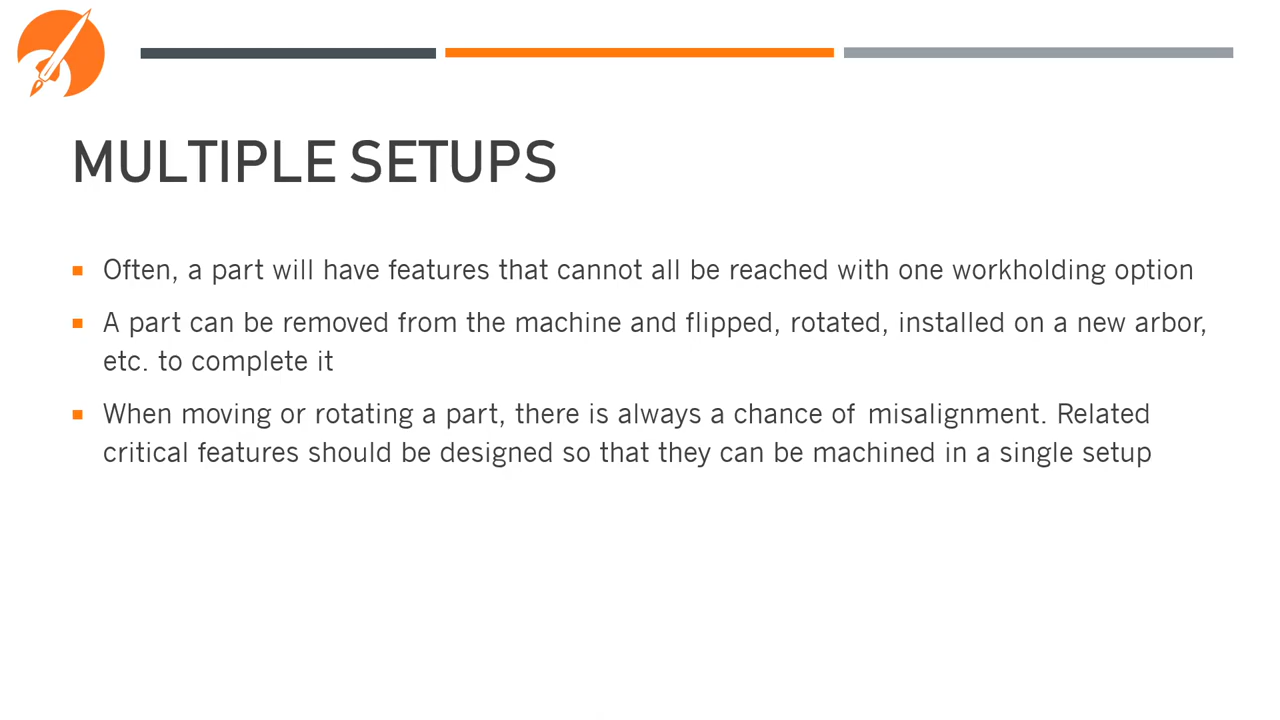 MULTIPLE SETUPS
Often, a part will have features that cannot all be reached with one workholding option
A part can be removed from the machine and flipped, rotated, installed on a new arbor,
etc. to complete it
When moving or rotating a part, there is always a chance of misalignment. Related
critical features should be designed so that they can be machined in a single setup